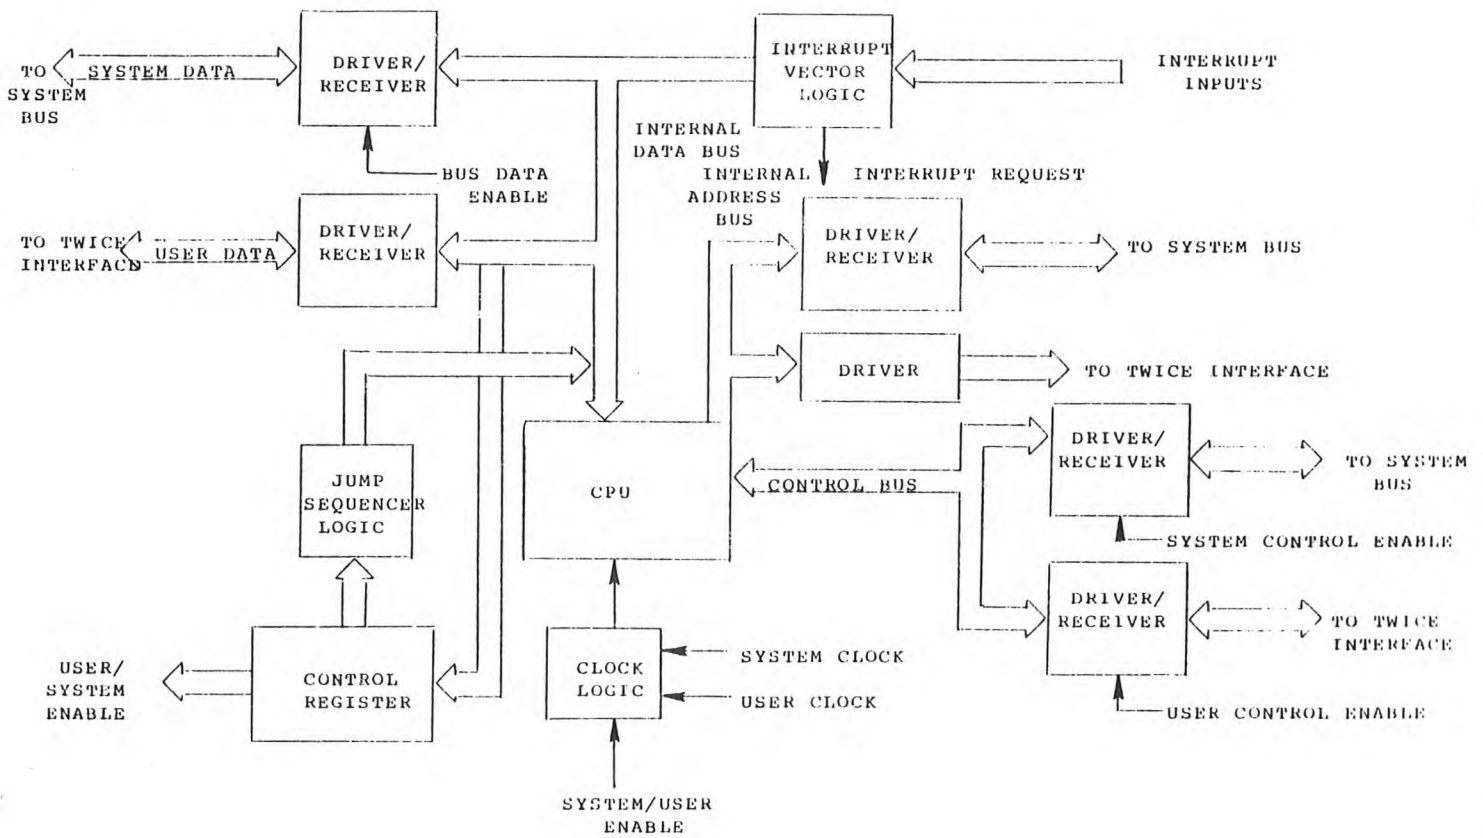 TO
SYSTEM
BUS
SYSTEM DATA
DRIVER/
RECEIVER
BUS DATA
ENABLE
INTERRUPT
VECTOR
LOGIC
INTERRUPT
INPUTS
INTERNAL
DATA BUS
INTERNAL
ADDRESS
BUS
INTERRUPT REQUEST
TO TWICE
INTERFACE
USER DATA
DRIVER/
RECEIVER
DRIVER/
RECEIVER
TO SYSTEM BUS
DRIVER
TO TWICE INTERFACE
JUMP
SEQUENCER
LOGIC
CPU
CONTROL BUS
DRIVER/
RECEIVER
TO SYSTEM
BUS
SYSTEM CONTROL ENABLE
DRIVER/
RECEIVER
TO TWICE
INTERFACE
USER CONTROL ENABLE
USER/
SYSTEM
ENABLE
CONTROL
REGISTER
CLOCK
LOGIC
SYSTEM CLOCK
USER CLOCK
SYSTEM/USER
ENABLE